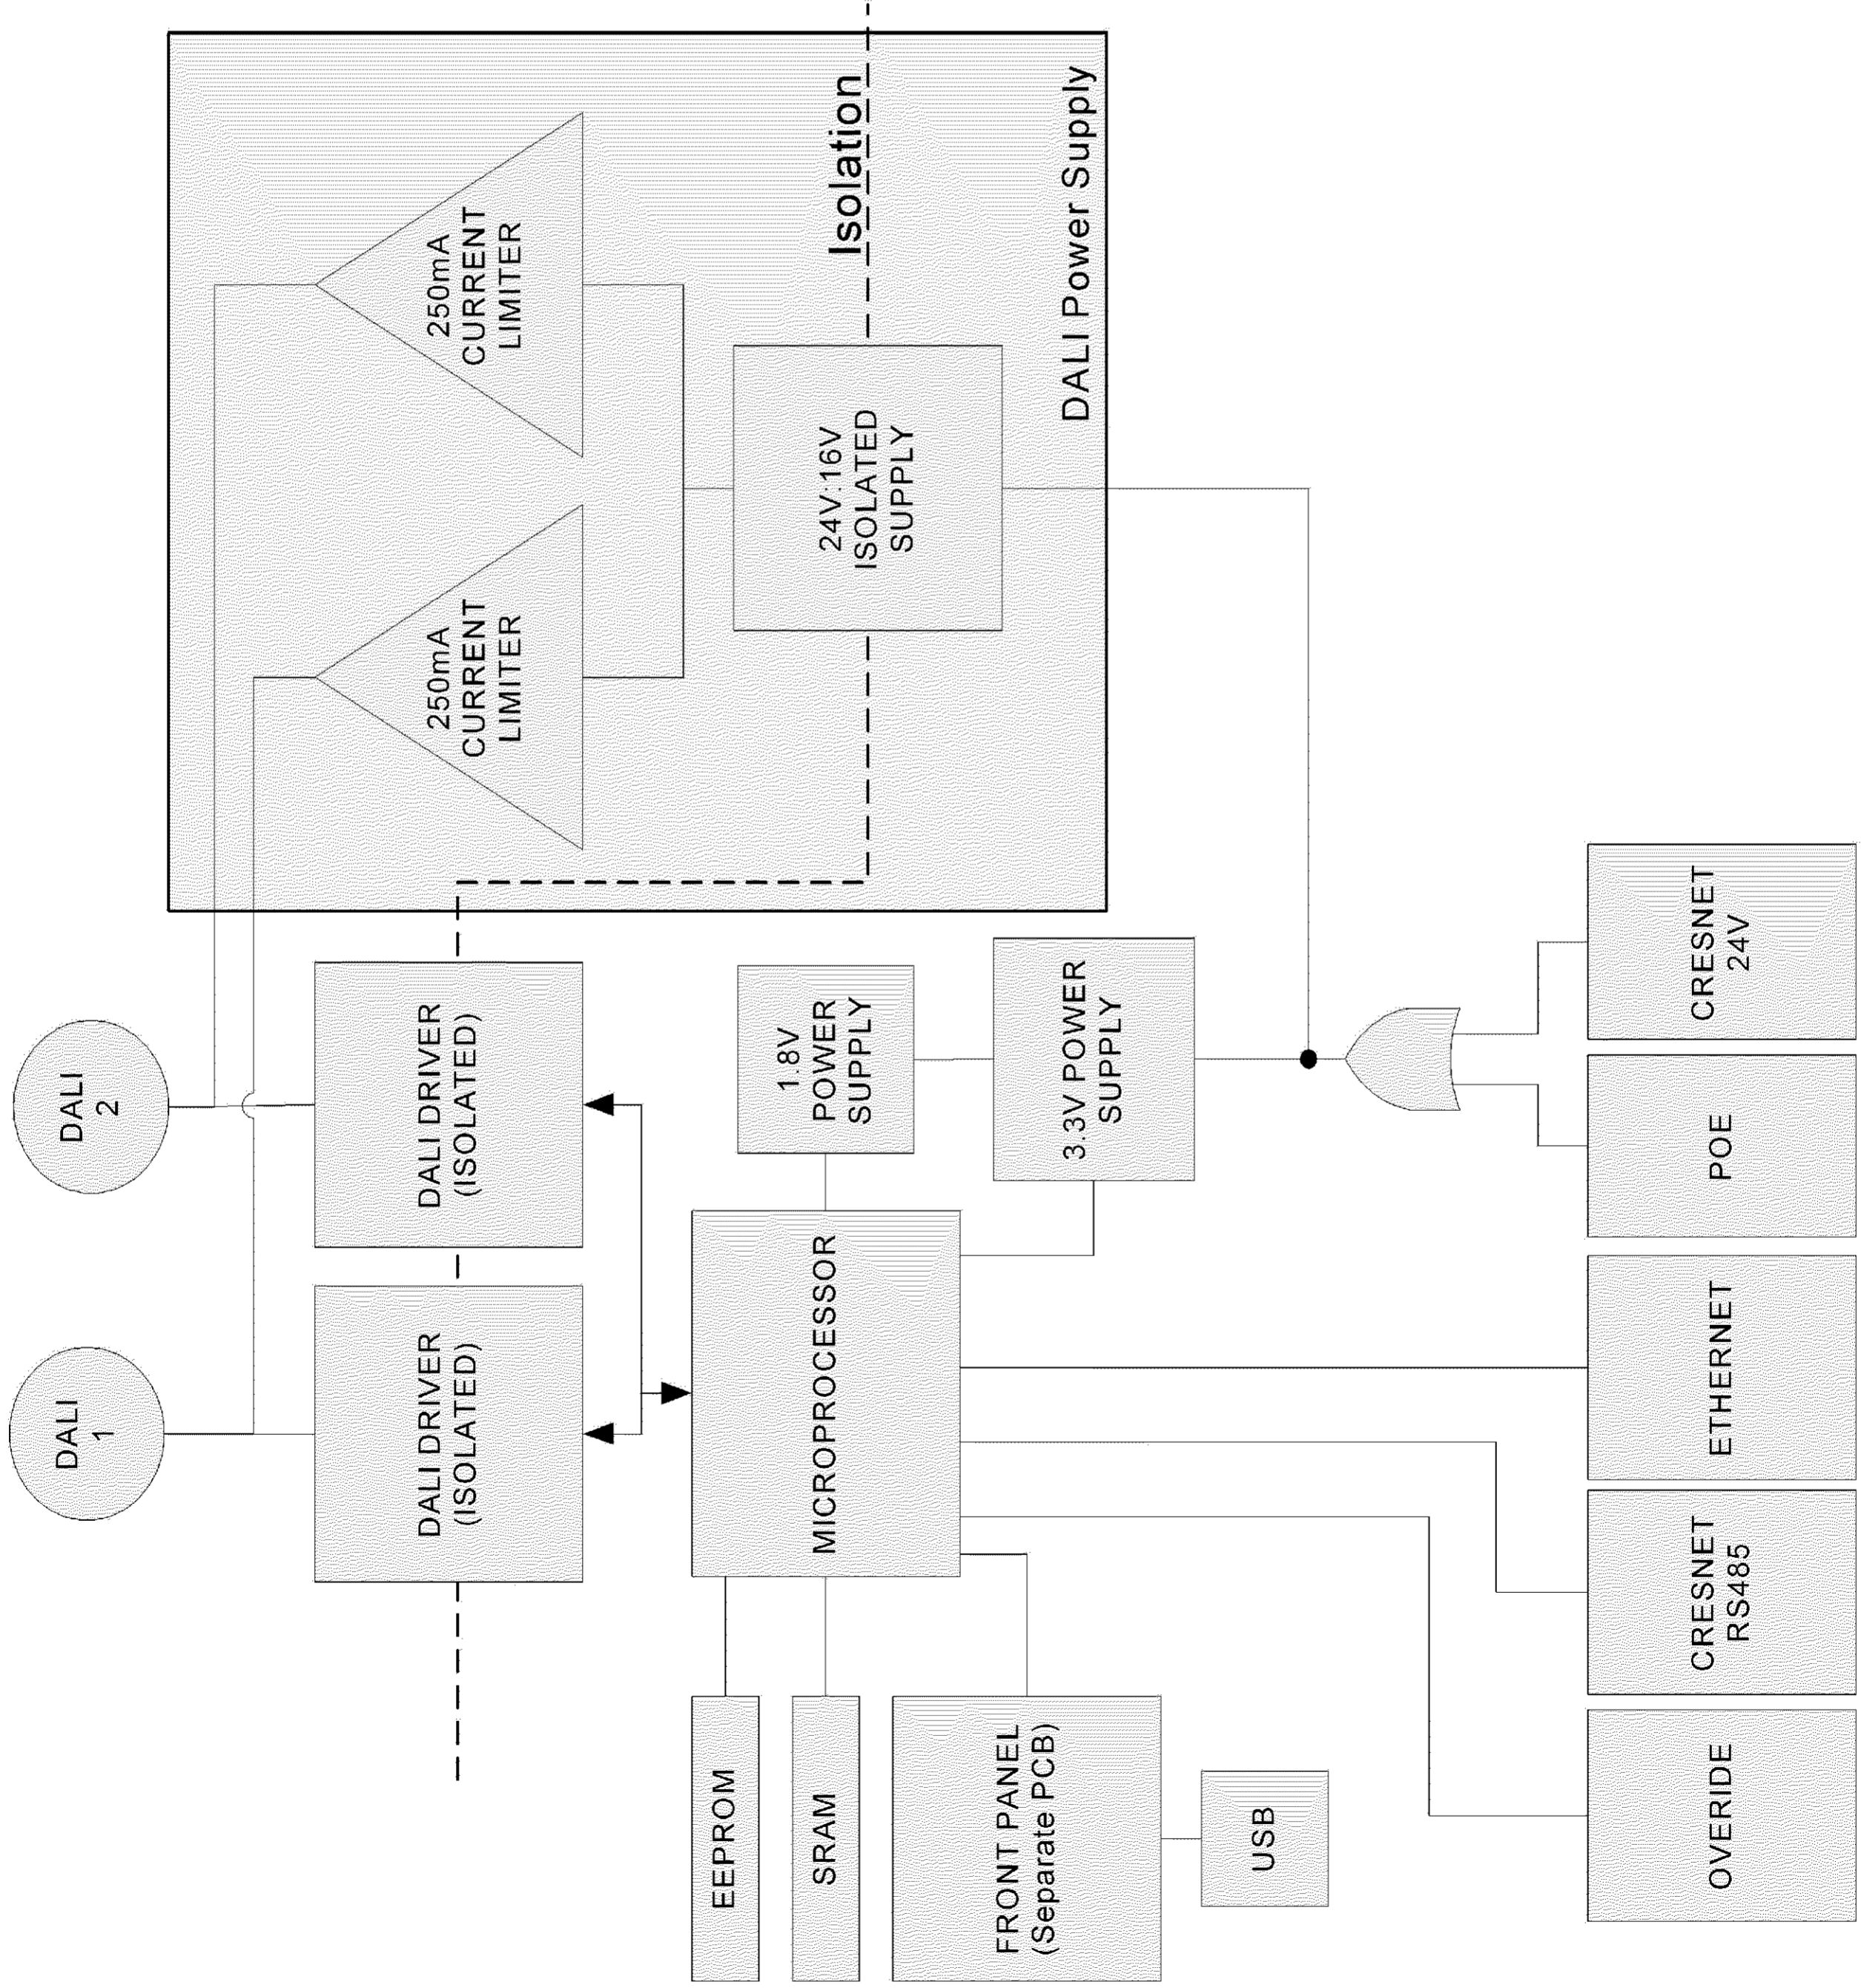 DALI
1
DALI
2
DALI DRIVER
(ISOLATED)
DALI DRIVER
(ISOLATED)
250mA
CURRENT
LIMITER
250mA
CURRENT
LIMITER
EEPROM
SRAM
FRONT PANEL
(Separate PCB)
USB
MICROPROCESSOR
1.8V
POWER
SUPPLY
3.3V POWER
SUPPLY
24V:16V
ISOLATED
SUPPLY
Isolation
DALI Power Supply
OVERIDE
CRESNET
RS485
ETHERNET
POE
CRESNET
24V